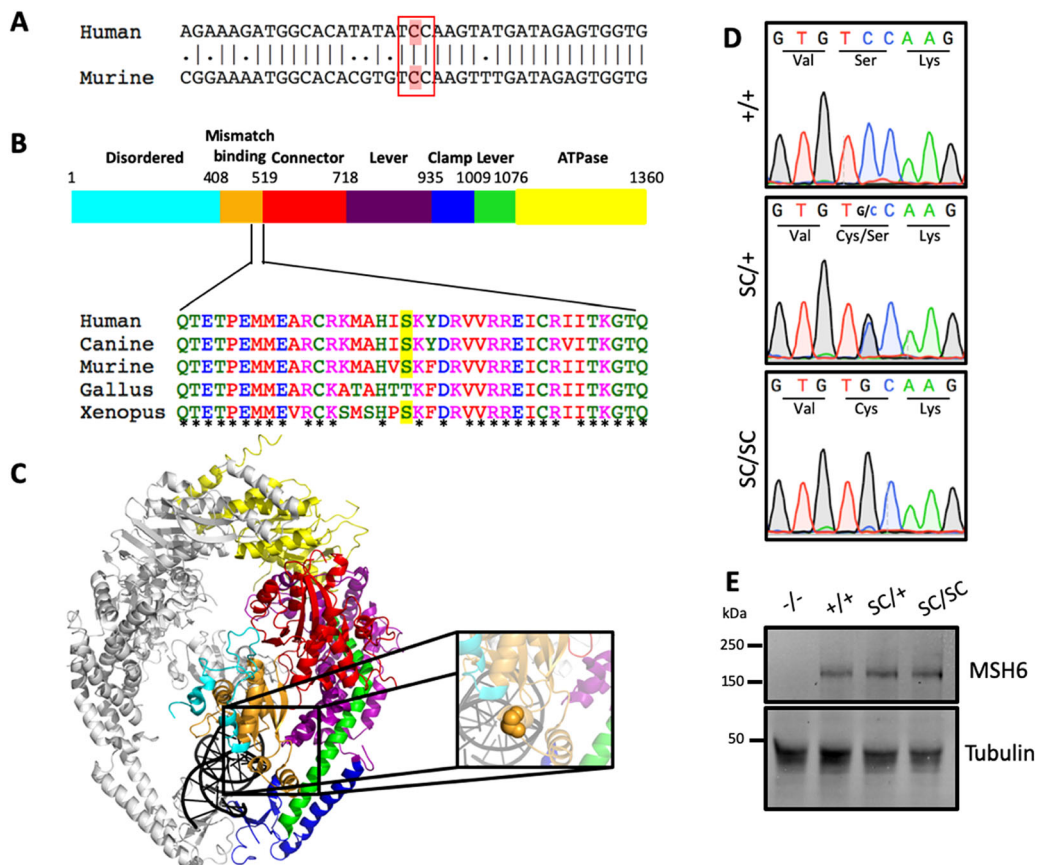 A
Human AGAAAGATGGCACATATATCCAAGTATGATAGAGTGGTG
Murine CGGAAAATGGCACACGTGTCCAAGTTTGATAGAGTGGTG
B
Disordered Mismatch binding Connector Lever Clamp Lever ATPase
1 408 519 718 935 1009 1076 1360
Human QTETPEMMEARCRKMAHISKYDRVVRREICRIITKGTQ
Canine QTETPEMMEARCRKMAHISKYDRVVRREICRVITKGTQ
Murine QTETPEMMEARCRKMAHVSKFDRVVRREICRIITKGTQ
Gallus QTETPEMMEARCKATAHTTKFDKVVRREICRIITKGTQ
Xenopus QTETPEMMEVRCKSMSHPSKFDRVVRREICRIITKGTQ
C
D
+/+
G T G T C C A A G
Val Ser Lys
SC/+
G T G T G/C C A A G
Val Cys/Ser Lys
SC/SC
G T G T G C A A G
Val Cys Lys
E
kDa -/- +/+ SC/+ SC/SC
250
150
MSH6
50
Tubulin